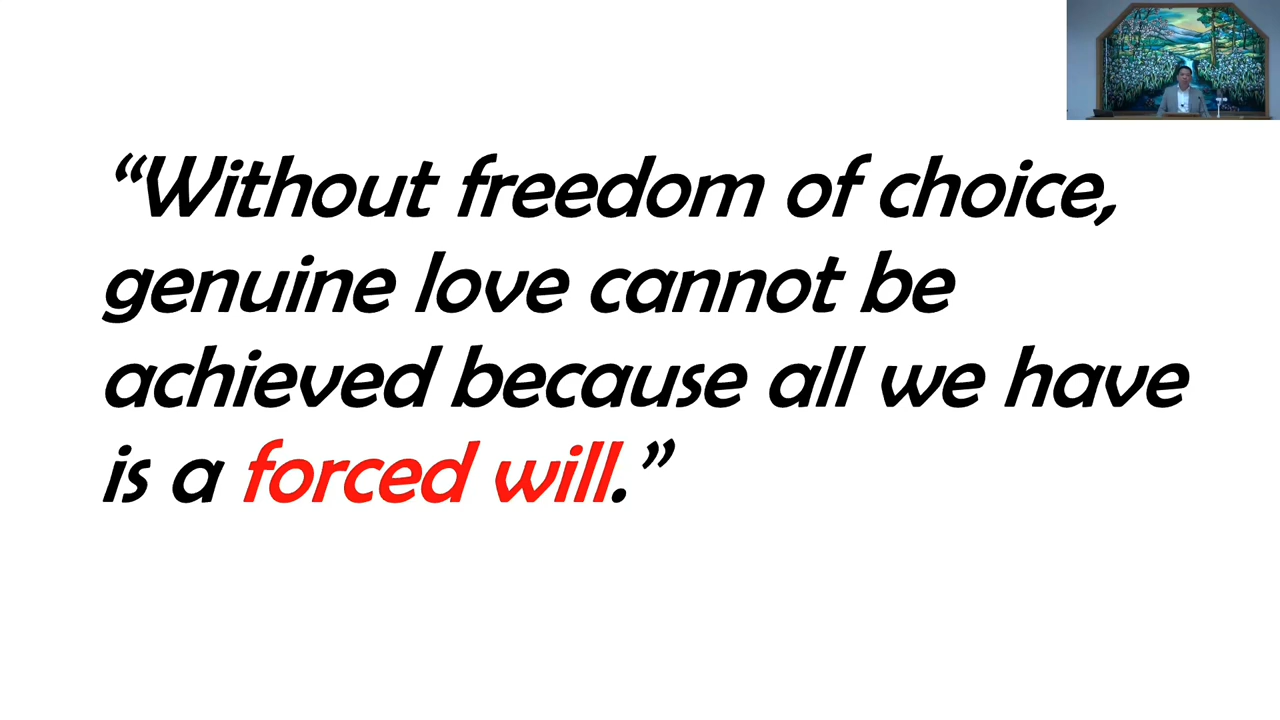 “Without freedom of choice,
genuine love cannot be
achieved because all we have
is a forced will.”